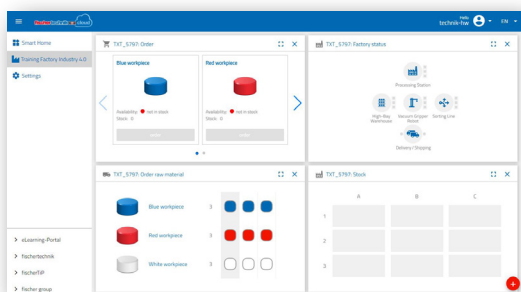 Hello
technik-hw
EN
fischertechnik cloud
Smart Home
Training Factory Industry 4.0
Settings
eLearning-Portal
fischertechnik
fischerTiP
fischer group
TXT_5797: Order
Blue workpiece
Availability: not in stock
Stock: 0
Red workpiece
Availability: not in stock
Stock: 0
TXT_5797: Factory status
Processing Station
High-Bay
Warehouse
Vacuum Gripper
Robot
Sorting Line
Delivery / Shipping
TXT_5797: Order raw material
Blue workpiece 3
Red workpiece 3
White workpiece 3
TXT_5797: Stock
A B C
1
2
3
+